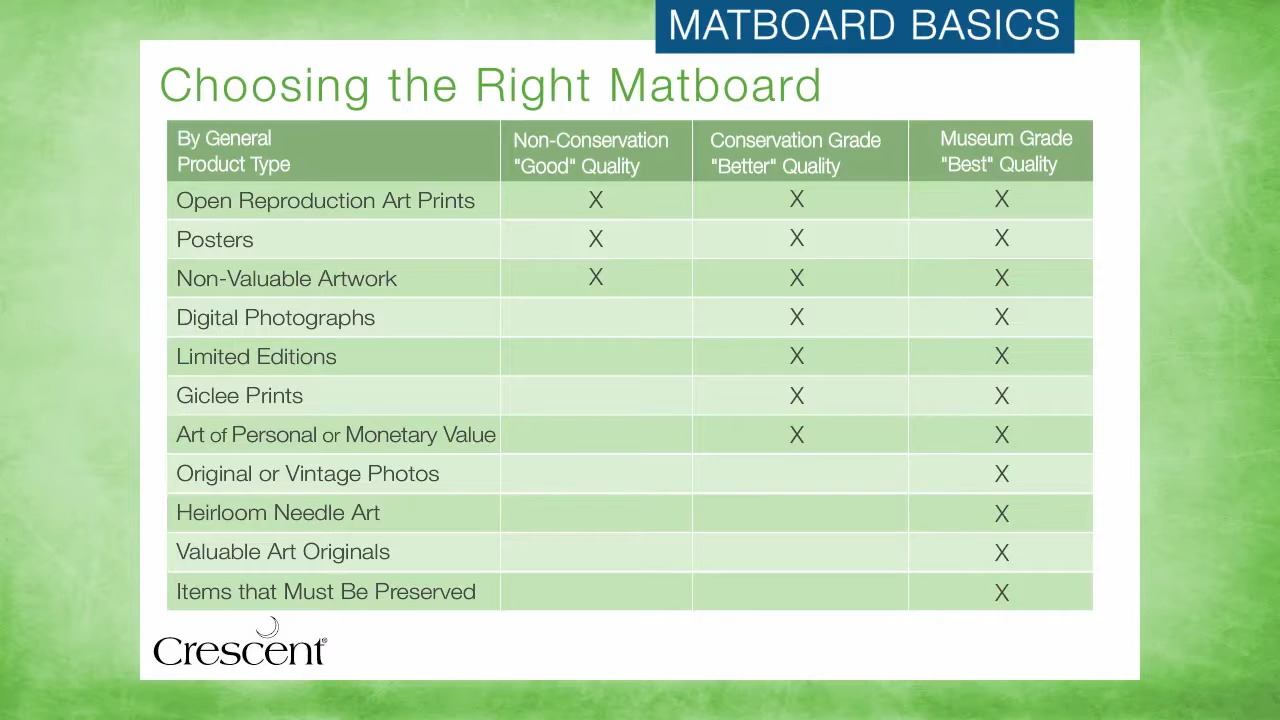 MATBOARD BASICS
Choosing the Right Matboard
By General
Product Type
Non-Conservation
"Good" Quality
Conservation Grade
"Better" Quality
Museum Grade
"Best" Quality
Open Reproduction Art Prints X X X
Posters X X X
Non-Valuable Artwork X X X
Digital Photographs X X
Limited Editions X X
Giclee Prints X X
Art of Personal or Monetary Value X X
Original or Vintage Photos X
Heirloom Needle Art X
Valuable Art Originals X
Items that Must Be Preserved X
Crescent®